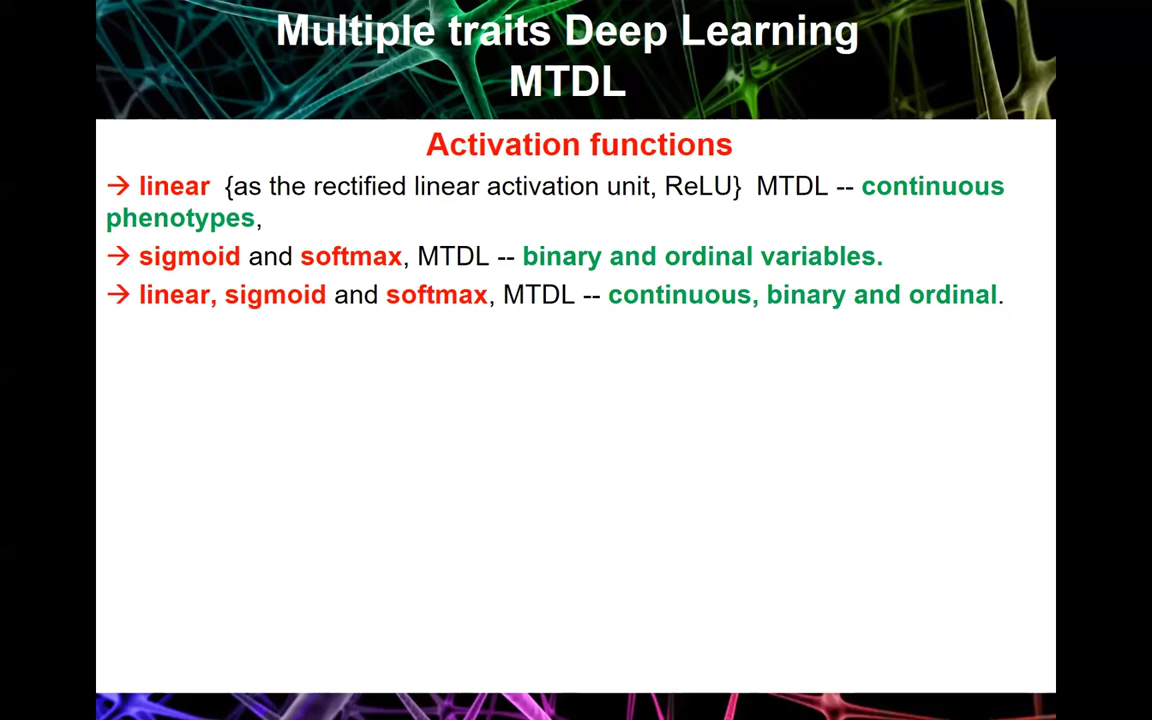 Multiple traits Deep Learning
MTDL
Activation functions
→ linear {as the rectified linear activation unit, ReLU} MTDL -- continuous
phenotypes,
→ sigmoid and softmax, MTDL -- binary and ordinal variables.
→ linear, sigmoid and softmax, MTDL -- continuous, binary and ordinal.